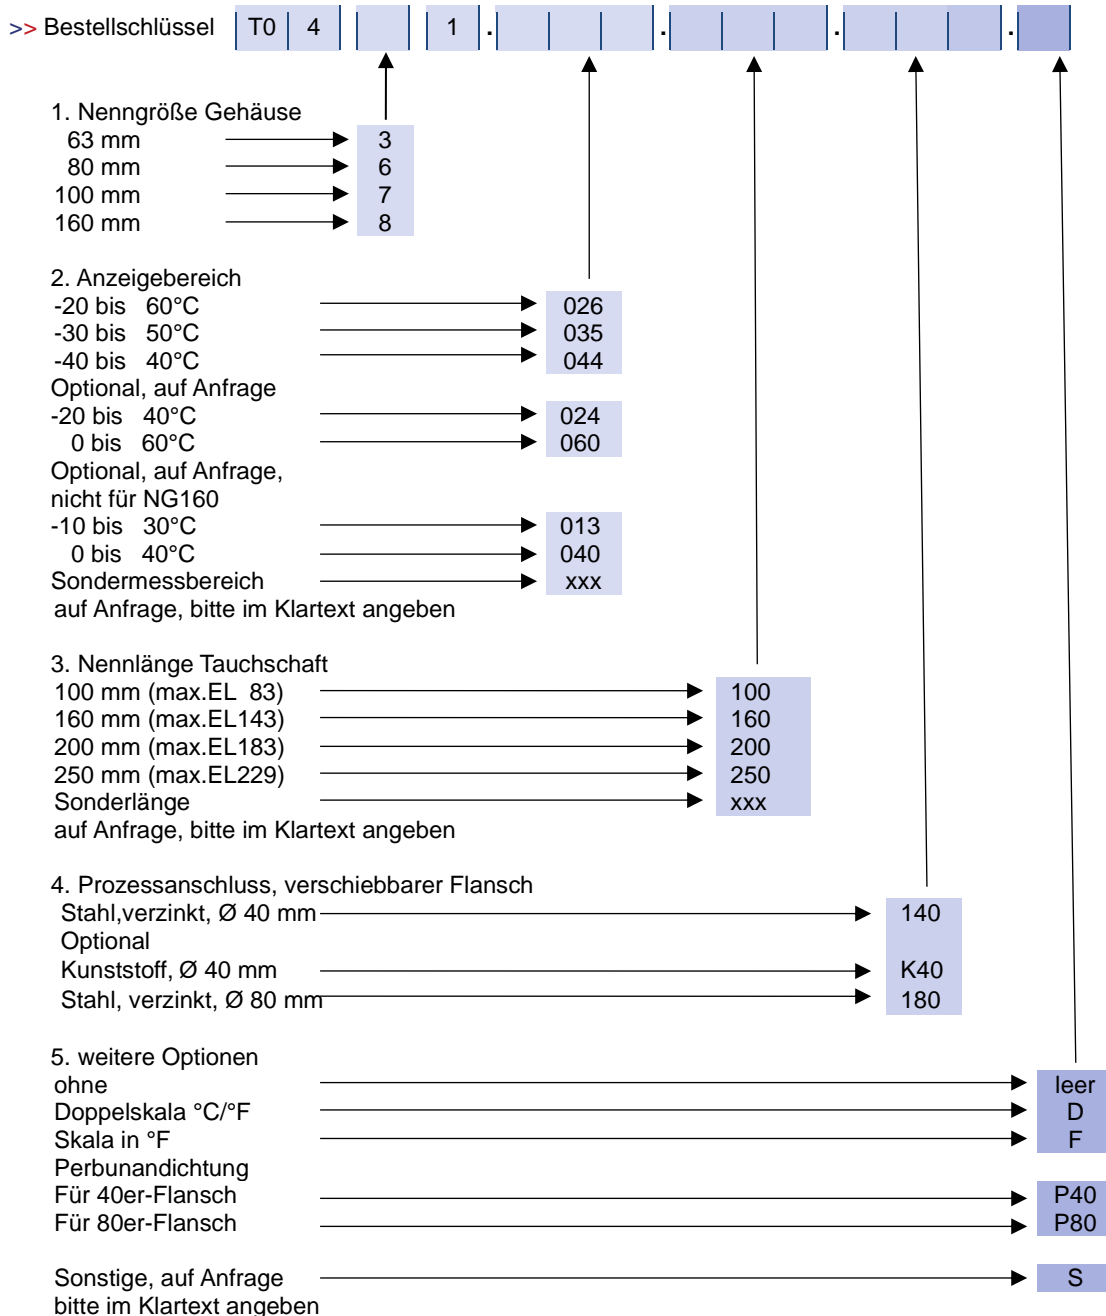 >> Bestellschlüssel T0 4 1 . . . .
1. Nenngröße Gehäuse
63 mm 3
80 mm 6
100 mm 7
160 mm 8
2. Anzeigebereich
-20 bis 60°C 026
-30 bis 50°C 035
-40 bis 40°C 044
Optional, auf Anfrage
-20 bis 40°C 024
0 bis 60°C 060
Optional, auf Anfrage,
nicht für NG160
-10 bis 30°C 013
0 bis 40°C 040
Sondermessbereich xxx
auf Anfrage, bitte im Klartext angeben
3. Nennlänge Tauchschaft
100 mm (max.EL 83) 100
160 mm (max.EL143) 160
200 mm (max.EL183) 200
250 mm (max.EL229) 250
Sonderlänge xxx
auf Anfrage, bitte im Klartext angeben
4. Prozessanschluss, verschiebbarer Flansch
Stahl,verzinkt, Ø 40 mm 140
Optional
Kunststoff, Ø 40 mm K40
Stahl, verzinkt, Ø 80 mm 180
5. weitere Optionen
ohne leer
Doppelskala °C/°F D
Skala in °F F
Perbunandichtung
Für 40er-Flansch P40
Für 80er-Flansch P80
Sonstige, auf Anfrage S
bitte im Klartext angeben